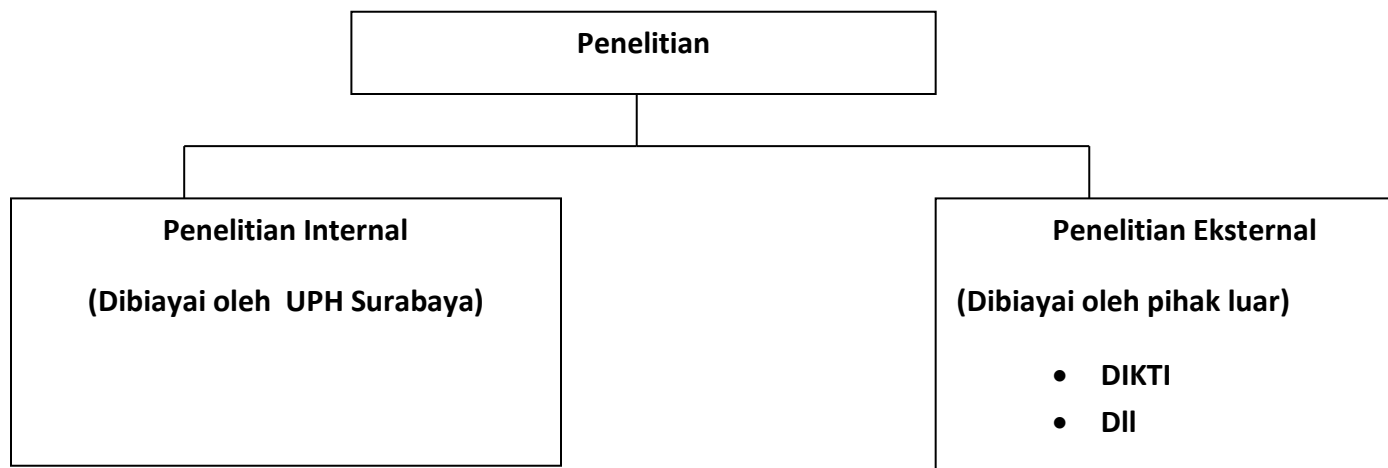 Penelitian
Penelitian Internal
(Dibiayai oleh UPH Surabaya)
Penelitian Eksternal
(Dibiayai oleh pihak luar)
• DIKTI
• Dll